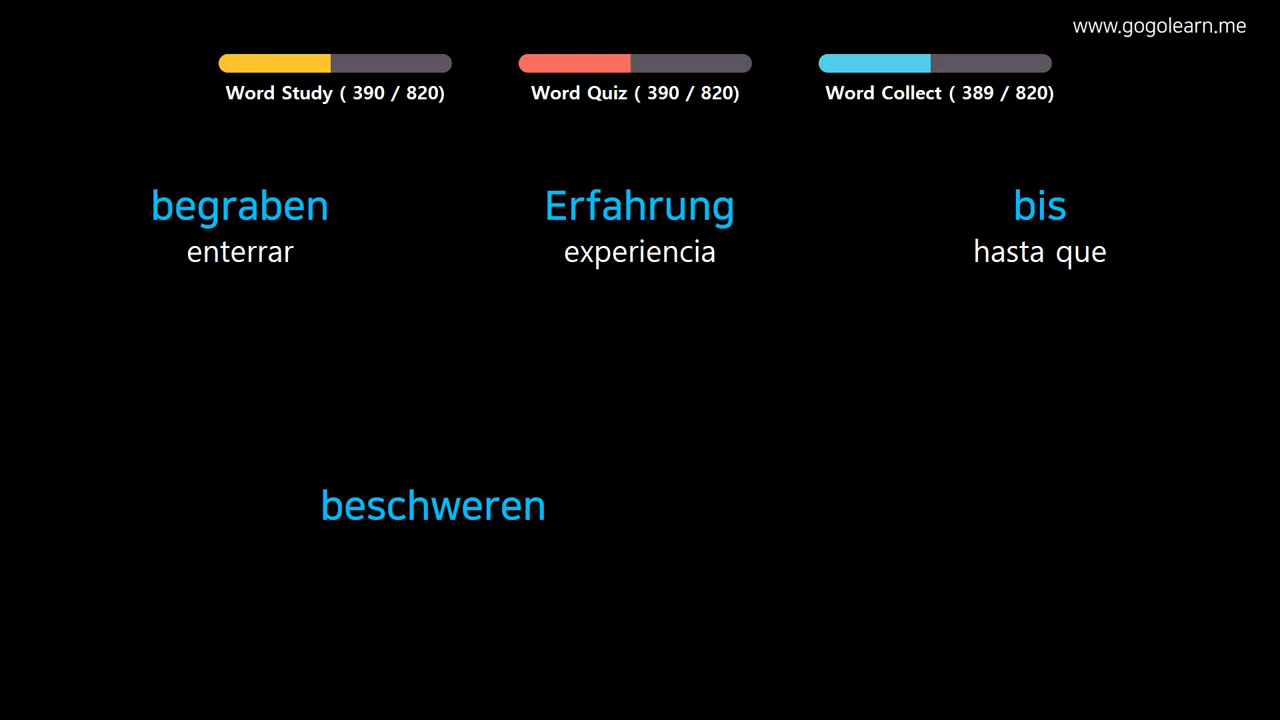 www.gogolearn.me
Word Study ( 390 / 820)
Word Quiz ( 390 / 820)
Word Collect ( 389 / 820)
begraben
enterrar
Erfahrung
experiencia
bis
hasta que
beschweren